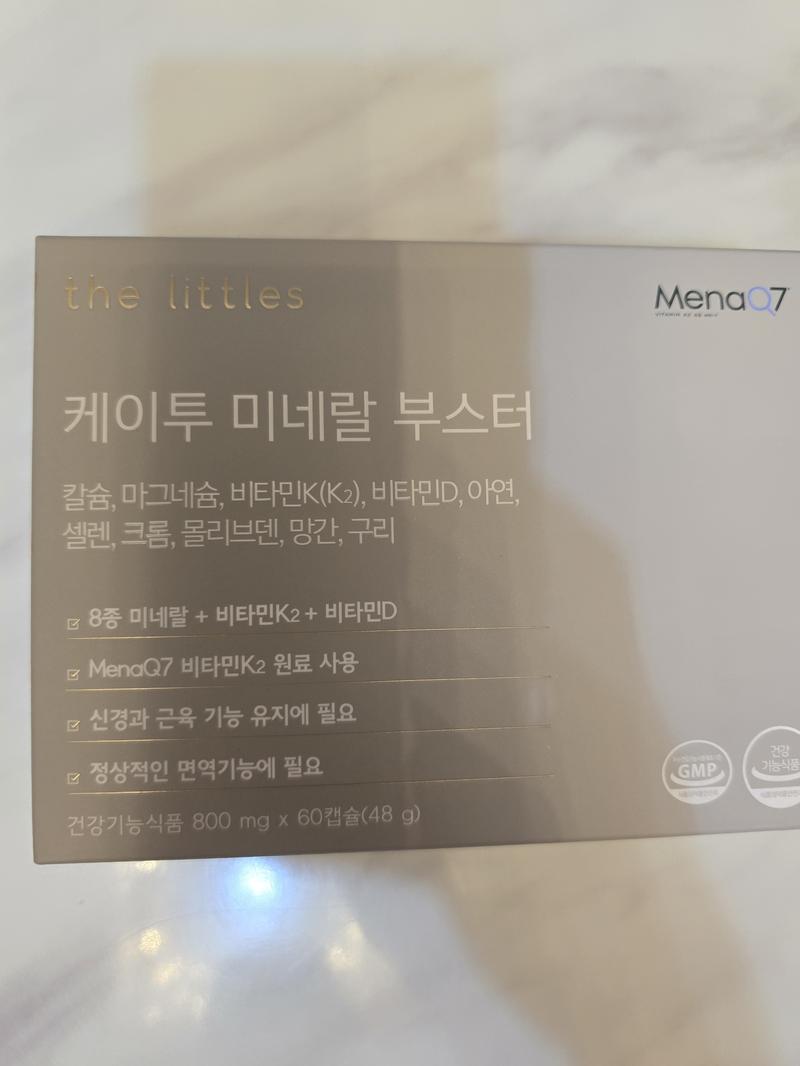 the littles
MenaQ7
케이투 미네랄 부스터
칼슘, 마그네슘, 비타민K(K2), 비타민D, 아연,
셀렌, 크롬, 몰리브덴, 망간, 구리
8종 미네랄 + 비타민K2 + 비타민D
MenaQ7 비타민K2 원료 사용
신경과 근육 기능 유지에 필요
정상적인 면역기능에 필요
건강기능식품 800 mg x 60캡슐(48 g)
GMP
건강
기능식품